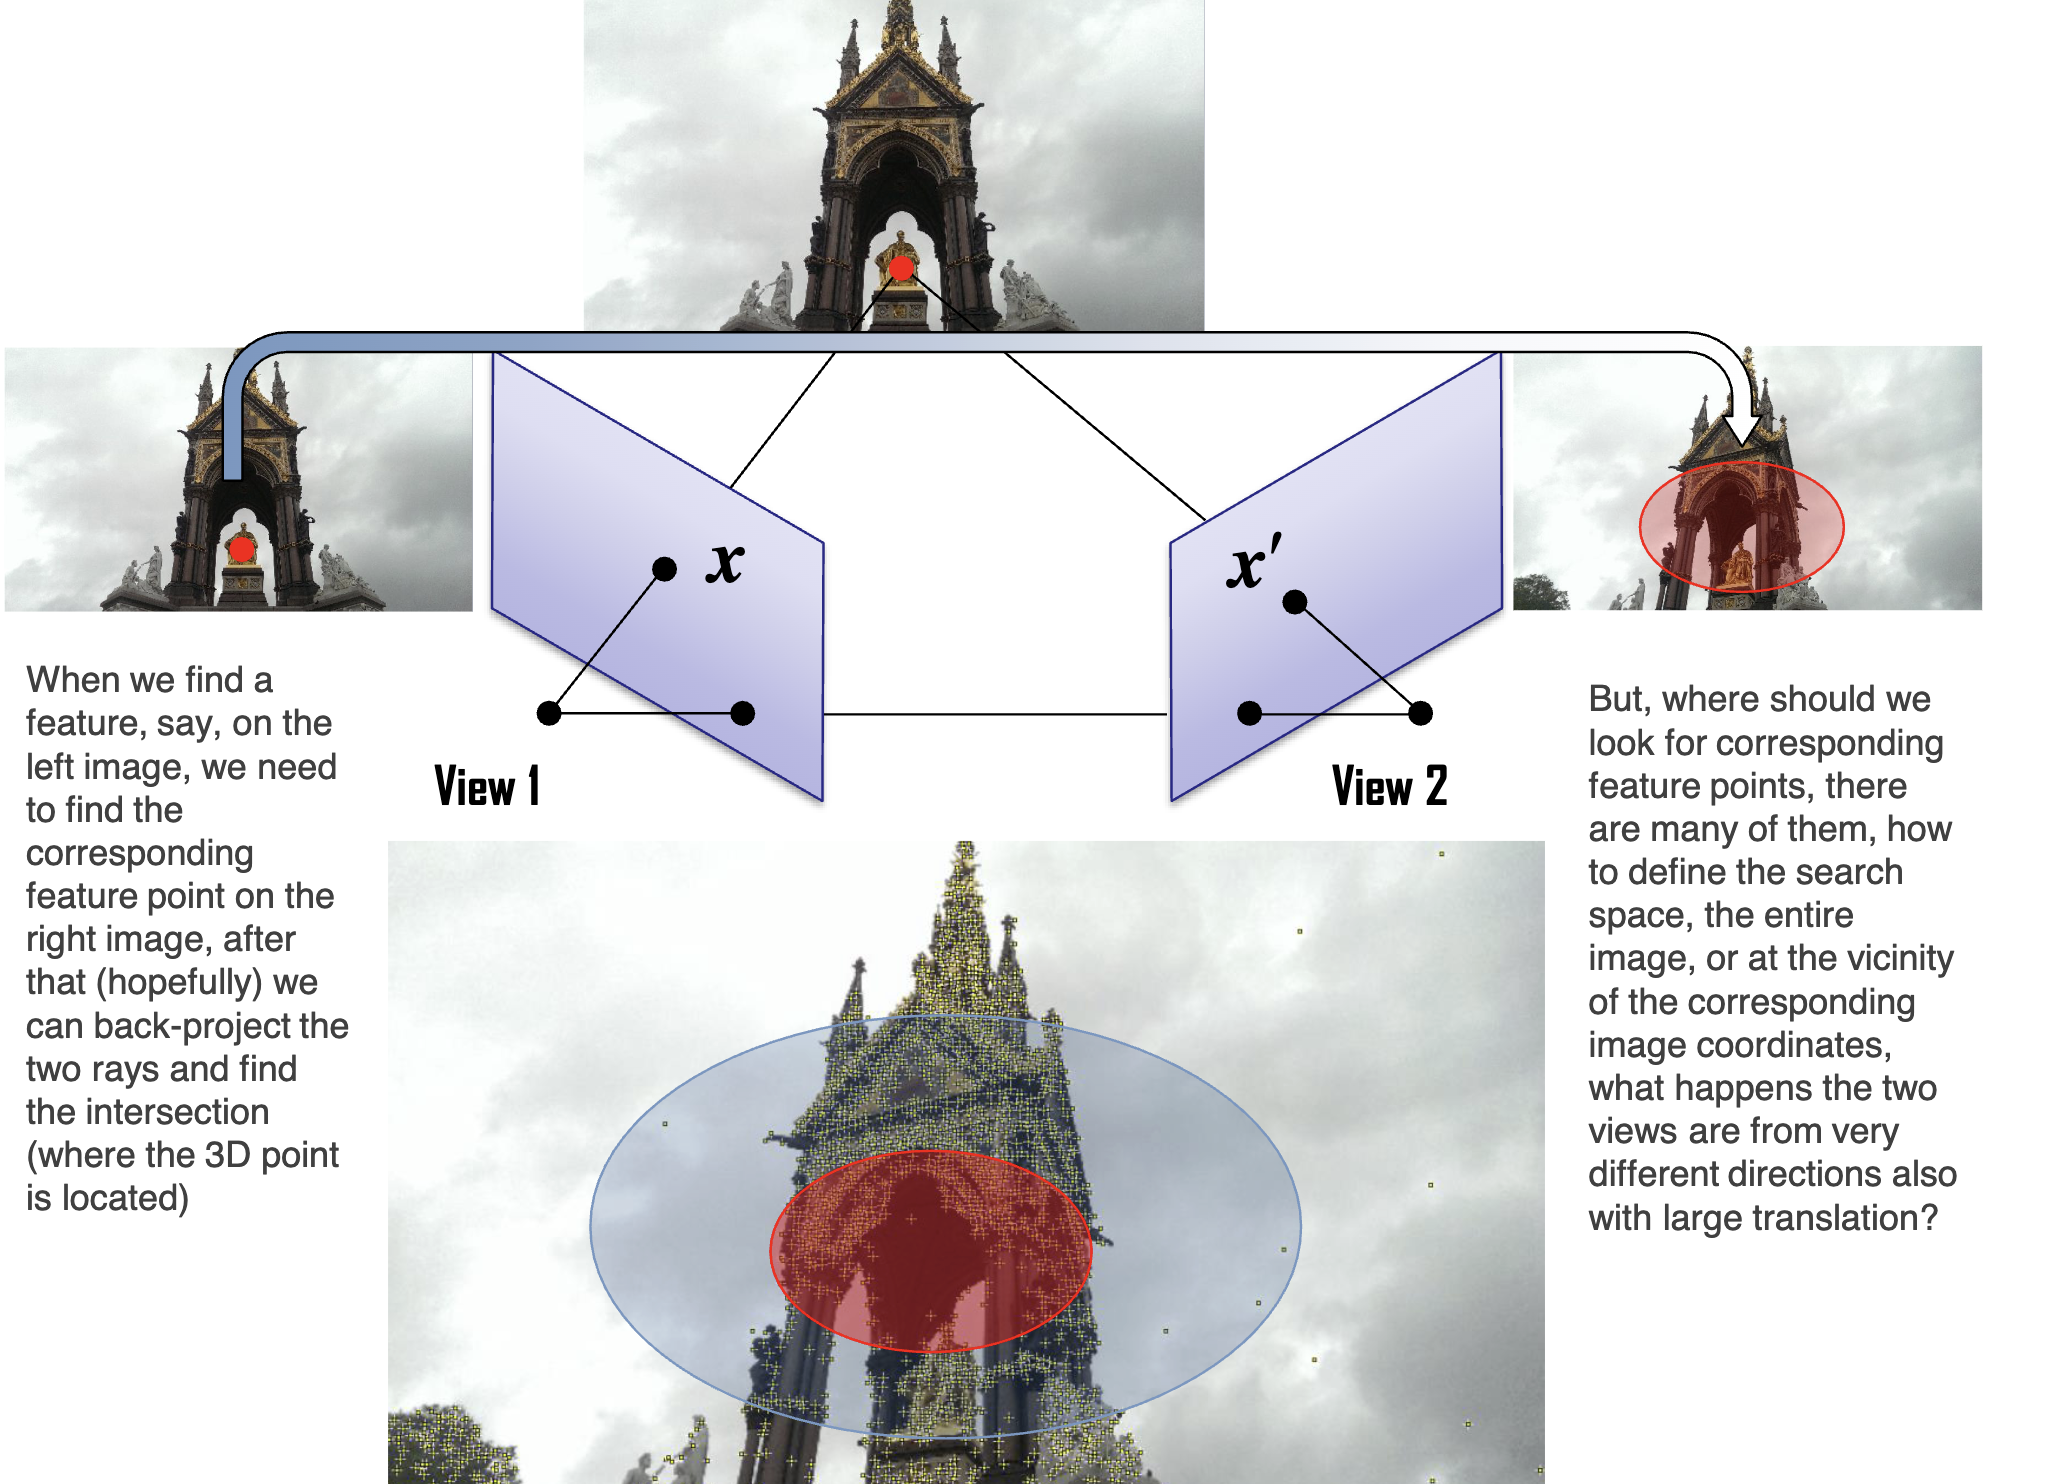 x
x′
View 1
View 2
When we find a
feature, say, on the
left image, we need
to find the
corresponding
feature point on the
right image, after
that (hopefully) we
can back-project the
two rays and find
the intersection
(where the 3D point
is located)
But, where should we
look for corresponding
feature points, there
are many of them, how
to define the search
space, the entire
image, or at the vicinity
of the corresponding
image coordinates,
what happens the two
views are from very
different directions also
with large translation?